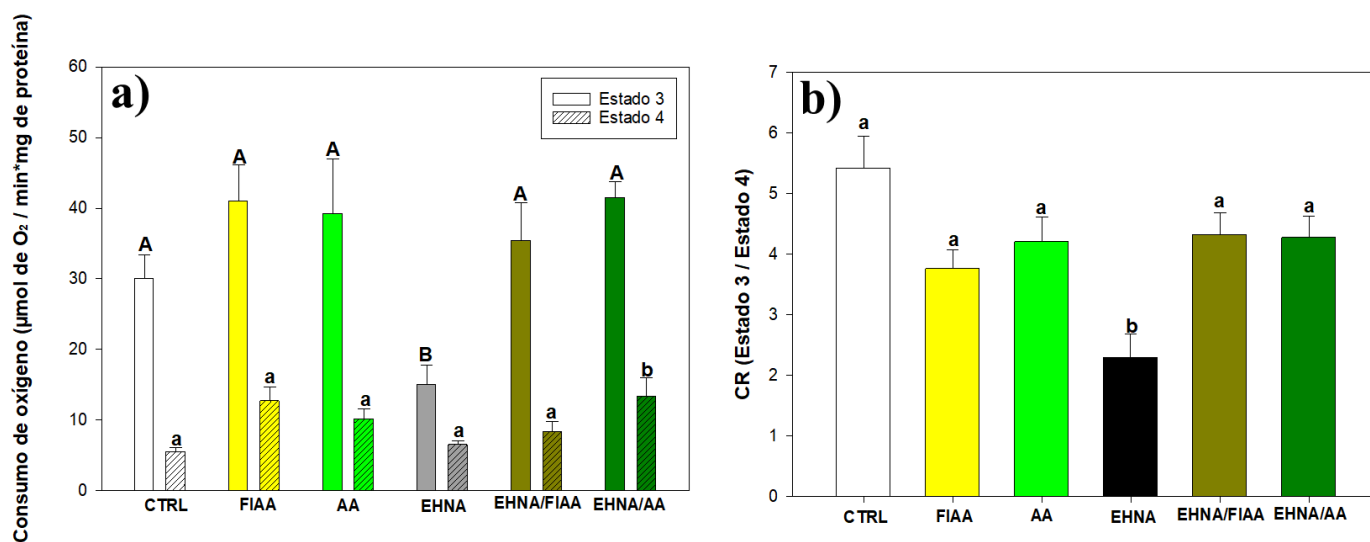 a)
Consumo de oxígeno (µmol de O2 / min*mg de proteína)
60
50
40
30
20
10
0
Estado 3
Estado 4
A
a
A
a
A
a
B
a
A
a
A
b
CTRL
FIAA
AA
EHNA
EHNA/FIAA
EHNA/AA
b)
CR (Estado 3 / Estado 4)
7
6
5
4
3
2
1
0
a
a
a
b
a
a
CTRL
FIAA
AA
EHNA
EHNA/FIAA
EHNA/AA